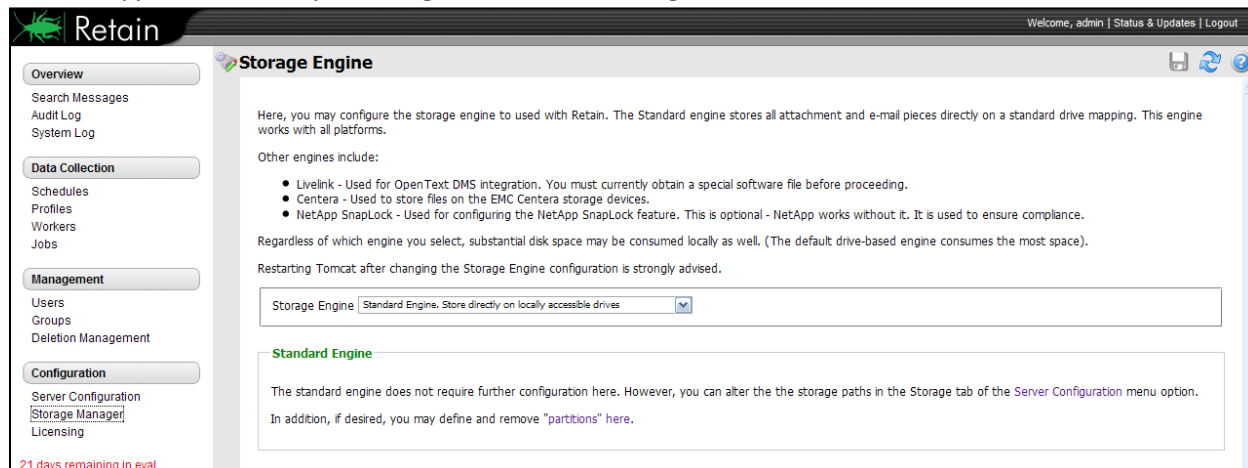 Retain
Welcome, admin | Status & Updates | Logout
Overview
Search Messages
Audit Log
System Log
Data Collection
Schedules
Profiles
Workers
Jobs
Management
Users
Groups
Deletion Management
Configuration
Server Configuration
Storage Manager
Licensing
21 days remaining in eval
Storage Engine
Here, you may configure the storage engine to used with Retain. The Standard engine stores all attachment and e-mail pieces directly on a standard drive mapping. This engine
works with all platforms.
Other engines include:
● Livelink - Used for OpenText DMS integration. You must currently obtain a special software file before proceeding.
● Centera - Used to store files on the EMC Centera storage devices.
● NetApp SnapLock - Used for configuring the NetApp SnapLock feature. This is optional - NetApp works without it. It is used to ensure compliance.
Regardless of which engine you select, substantial disk space may be consumed locally as well. (The default drive-based engine consumes the most space).
Restarting Tomcat after changing the Storage Engine configuration is strongly advised.
Storage Engine Standard Engine. Store directly on locally accessible drives
Standard Engine
The standard engine does not require further configuration here. However, you can alter the the storage paths in the Storage tab of the Server Configuration menu option.
In addition, if desired, you may define and remove "partitions" here.